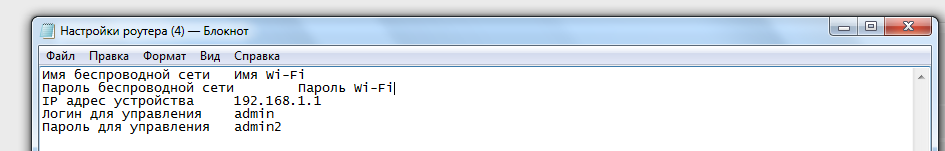 Настройки роутера (4) — Блокнот
Файл Правка Формат Вид Справка
Имя беспроводной сети Имя Wi-Fi
Пароль беспроводной сети Пароль Wi-Fi
IP адрес устройства 192.168.1.1
Логин для управления admin
Пароль для управления admin2